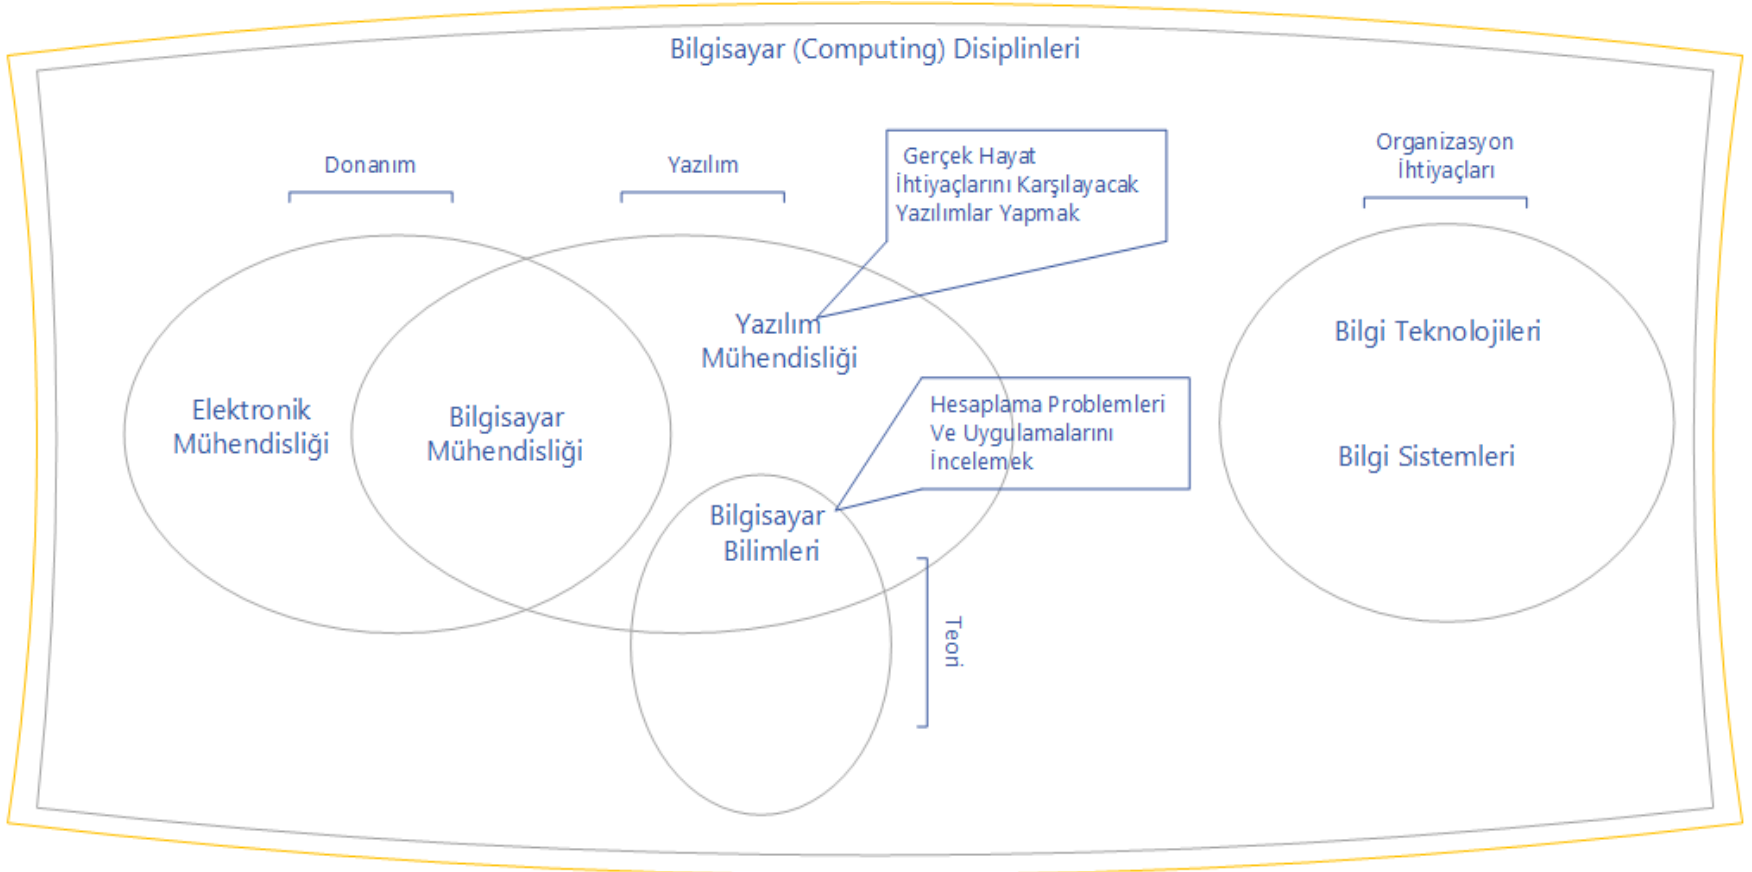 Bilgisayar (Computing) Disiplinleri
Donanım
Yazılım
Gerçek Hayat
İhtiyaçlarını Karşılayacak
Yazılımlar Yapmak
Organizasyon
İhtiyaçları
Yazılım
Mühendisliği
Elektronik
Mühendisliği
Bilgisayar
Mühendisliği
Hesaplama Problemleri
Ve Uygulamalarını
İncelemek
Bilgisayar
Bilimleri
Teori
Bilgi Teknolojileri
Bilgi Sistemleri